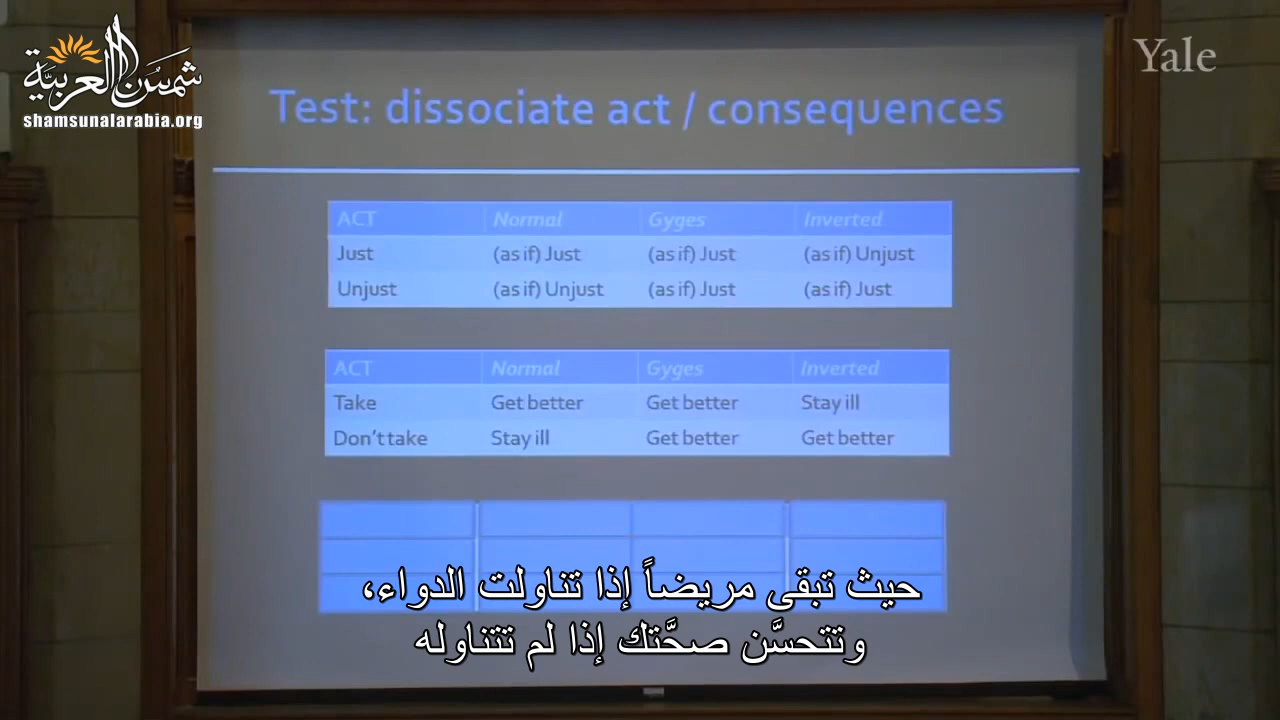 شمس العربية
shamsunalarabia.org
Yale
Test: dissociate act / consequences
ACT Normal Gyges Inverted
Just (as if) Just (as if) Just (as if) Unjust
Unjust (as if) Unjust (as if) Just (as if) Just
ACT Normal Gyges Inverted
Take Get better Get better Stay ill
Don't take Stay ill Get better Get better
حيث تبقى مريضاً إذا تناولت الدواء،
وتتحسَّن صحَّتك إذا لم تتناوله